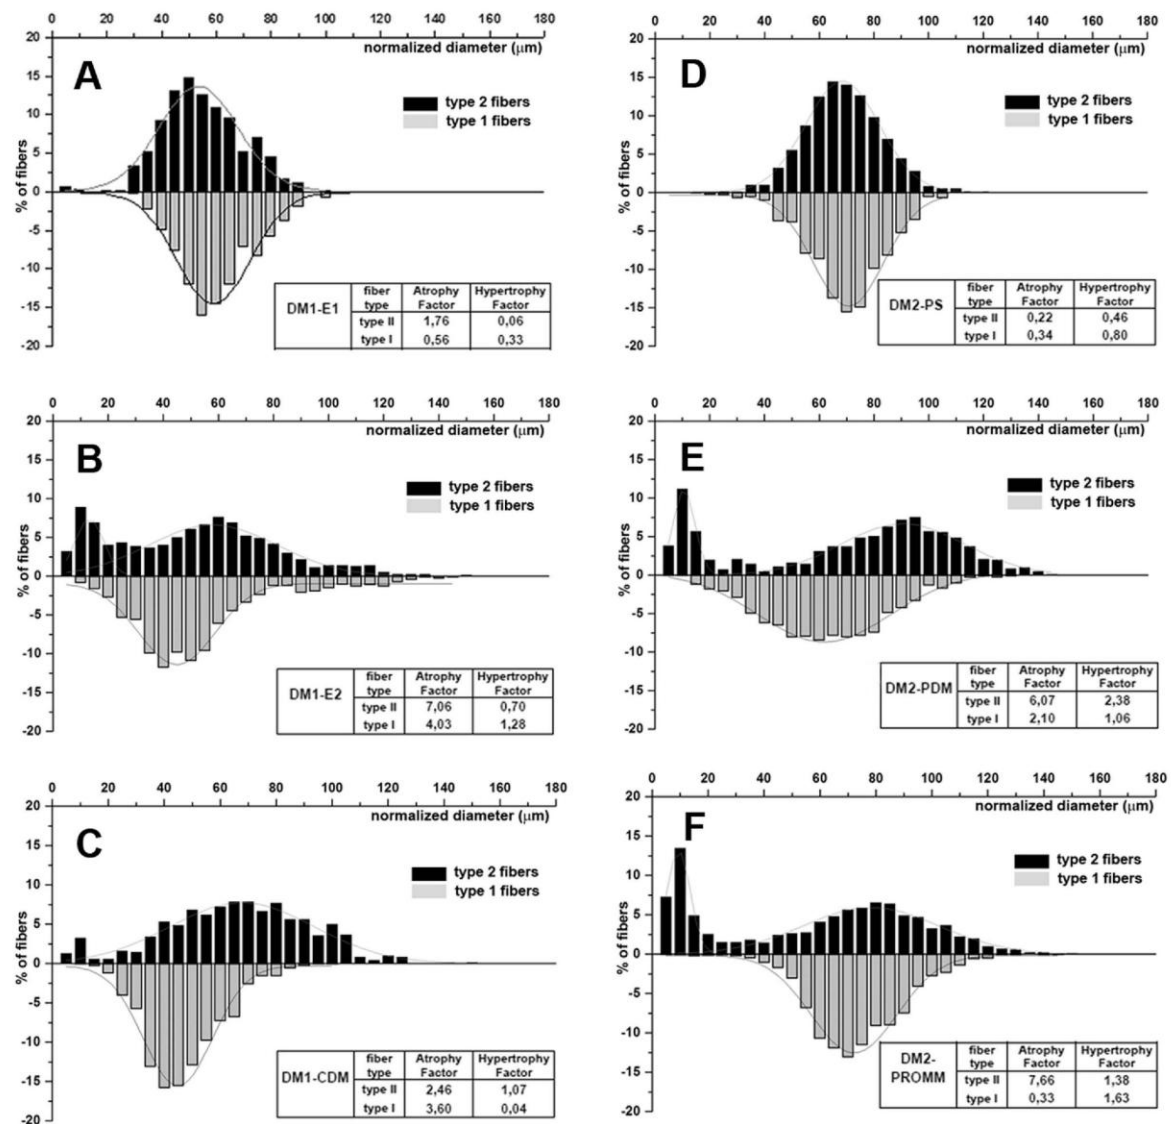 0 20 40 60 80 100 120 140 160 180
normalized diameter (μm)
A
type 2 fibers
type 1 fibers
% of fibers
20
15
10
5
0
-5
-10
-15
-20
DM1-E1
fiber type Atrophy Factor Hypertrophy Factor
type II 1,76 0,06
type I 0,56 0,33
0 20 40 60 80 100 120 140 160 180
normalized diameter (μm)
D
type 2 fibers
type 1 fibers
% of fibers
20
15
10
5
0
-5
-10
-15
-20
DM2-PS
fiber type Atrophy Factor Hypertrophy Factor
type II 0,22 0,46
type I 0,34 0,80
0 20 40 60 80 100 120 140 160 180
normalized diameter (μm)
B
type 2 fibers
type 1 fibers
% of fibers
20
15
10
5
0
-5
-10
-15
-20
DM1-E2
fiber type Atrophy Factor Hypertrophy Factor
type II 7,06 0,70
type I 4,03 1,28
0 20 40 60 80 100 120 140 160 180
normalized diameter (μm)
E
type 2 fibers
type 1 fibers
% of fibers
20
15
10
5
0
-5
-10
-15
-20
DM2-PDM
fiber type Atrophy Factor Hypertrophy Factor
type II 6,07 2,38
type I 2,10 1,06
0 20 40 60 80 100 120 140 160 180
normalized diameter (μm)
C
type 2 fibers
type 1 fibers
% of fibers
20
15
10
5
0
-5
-10
-15
-20
DM1-CDM
fiber type Atrophy Factor Hypertrophy Factor
type II 2,46 1,07
type I 3,60 0,04
0 20 40 60 80 100 120 140 160 180
normalized diameter (μm)
F
type 2 fibers
type 1 fibers
% of fibers
20
15
10
5
0
-5
-10
-15
-20
DM2-
PROMM
fiber type Atrophy Factor Hypertrophy Factor
type II 7,66 1,38
type I 0,33 1,63